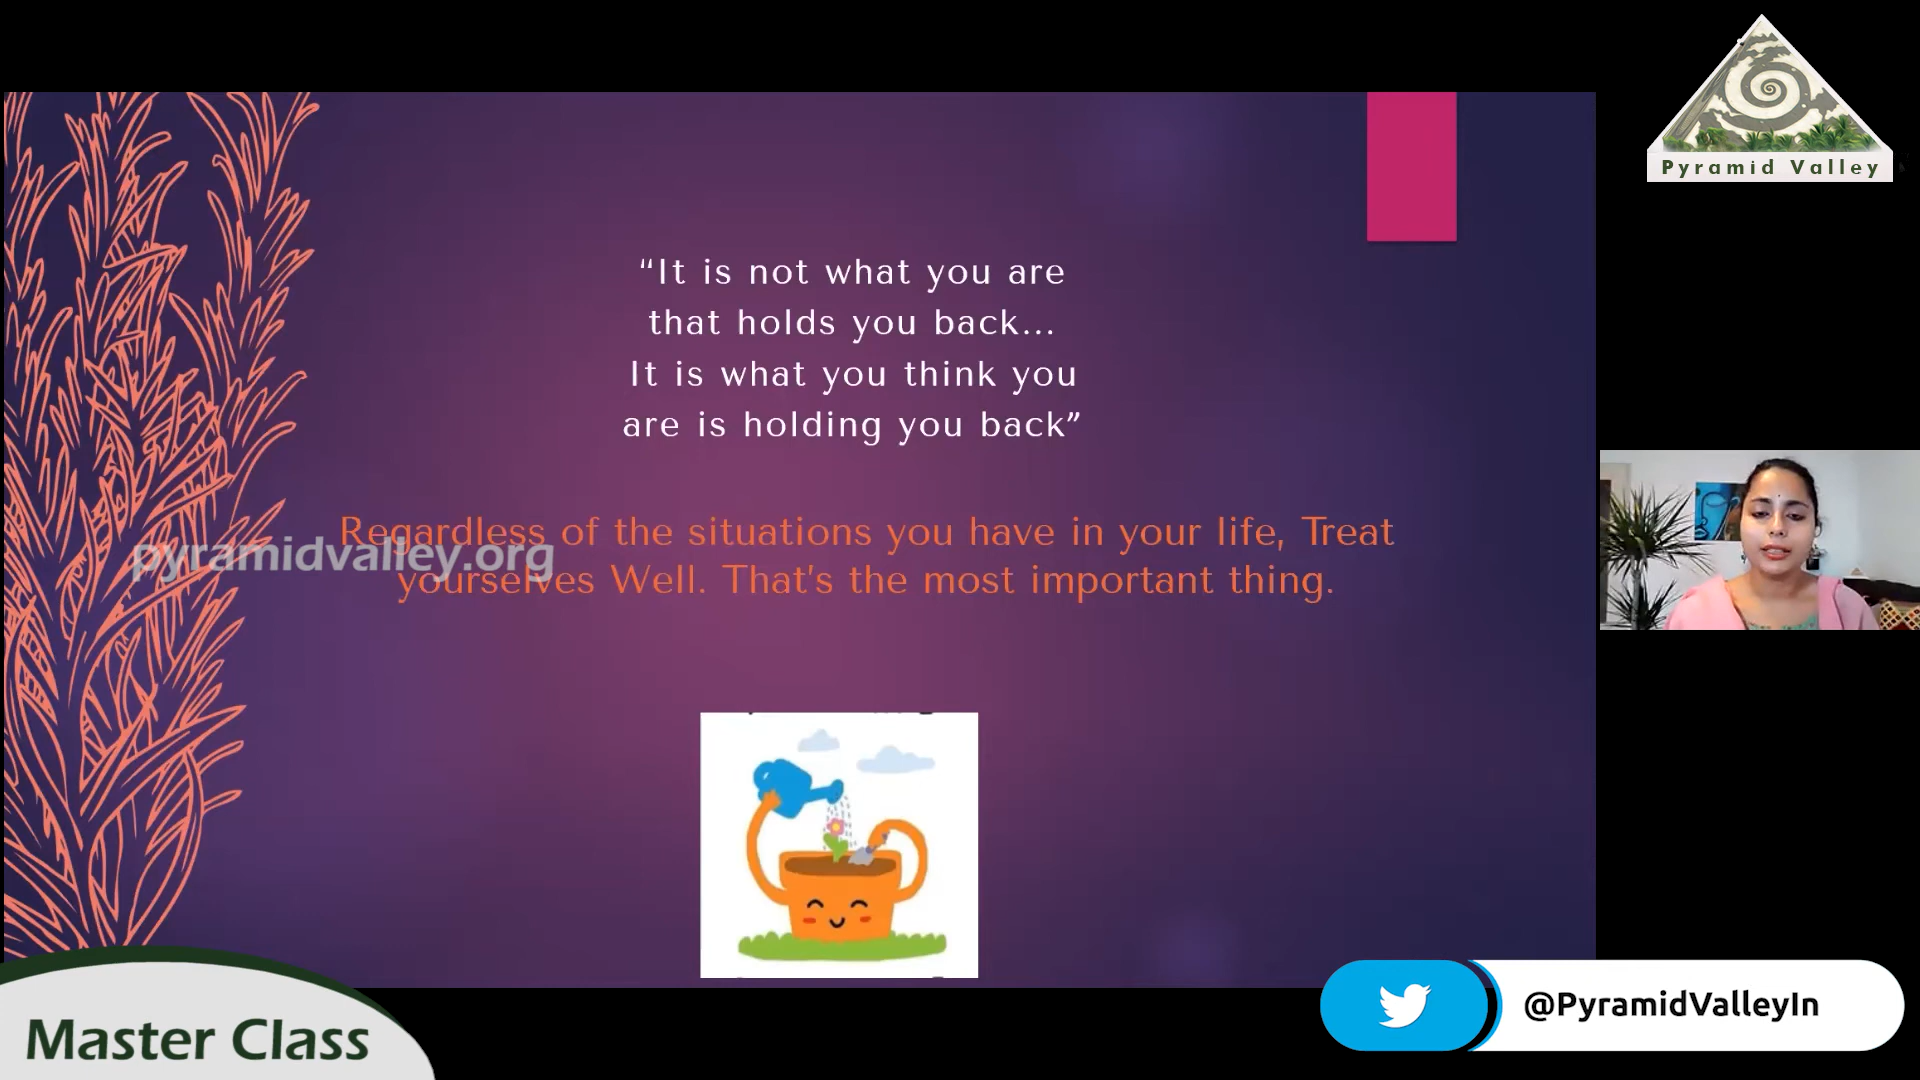 Pyramid Valley
“It is not what you are
that holds you back...
It is what you think you
are is holding you back”
Regardless of the situations you have in your life, Treat
yourselves Well. That’s the most important thing.
pyramidvalley.org
Master Class
@PyramidValleyIn